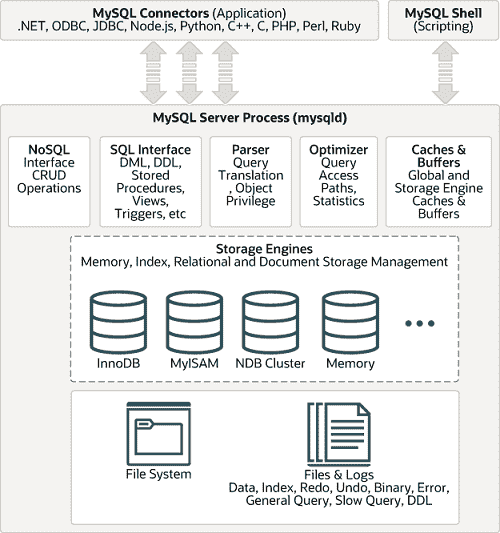 MySQL Connectors (Application)
.NET, ODBC, JDBC, Node.js, Python, C++, C, PHP, Perl, Ruby
MySQL Shell
(Scripting)
MySQL Server Process (mysqld)
NoSQL
Interface
CRUD
Operations
SQL Interface
DML, DDL,
Stored
Procedures,
Views,
Triggers, etc
Parser
Query
Translation
, Object
Privilege
Optimizer
Query
Access
Paths,
Statistics
Caches &
Buffers
Global and
Storage Engine
Caches &
Buffers
Storage Engines
Memory, Index, Relational and Document Storage Management
InnoDB
MyISAM
NDB Cluster
Memory
File System
Files & Logs
Data, Index, Redo, Undo, Binary, Error,
General Query, Slow Query, DDL